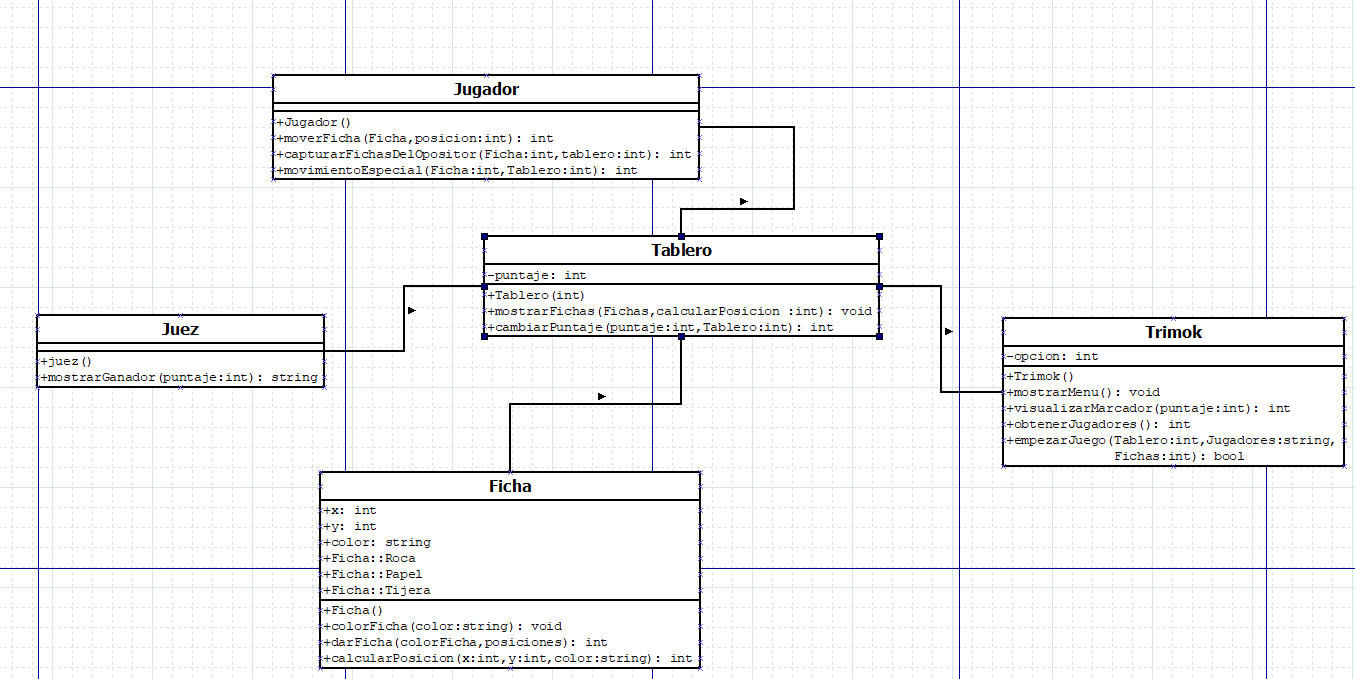 Jugador
+Jugador()
+moverFicha(Ficha,posicion:int): int
+capturarFichasDelOpositor(Ficha:int,tablero:int): int
+movimientoEspecial(Ficha:int,Tablero:int): int
Tablero
-puntaje: int
+Tablero(int)
+mostrarFichas(Fichas,calcularPosicion :int): void
+cambiarPuntaje(puntaje:int,Tablero:int): int
Juez
+juez()
+mostrarGanador(puntaje:int): string
Trimok
-opcion: int
+Trimok()
+mostrarMenu(): void
+visualizarMarcador(puntaje:int): int
+obtenerJugadores(): int
+empezarJuego(Tablero:int,Jugadores:string,
Fichas:int): bool
Ficha
+x: int
+y: int
+color: string
+Ficha::Roca
+Ficha::Papel
+Ficha::Tijera
+Ficha()
+colorFicha(color:string): void
+darFicha(colorFicha,posiciones): int
+calcularPosicion(x:int,y:int,color:string): int